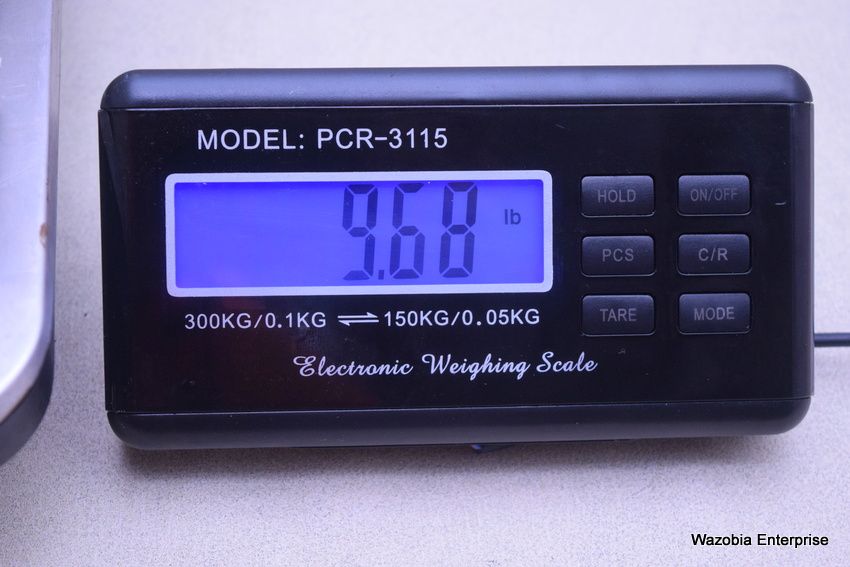 MODEL: PCR-3115
9.68 lb
HOLD ON/OFF
PCS C/R
TARE MODE
300KG/0.1KG ⇌ 150KG/0.05KG
Electronic Weighing Scale
Wazobia Enterprise